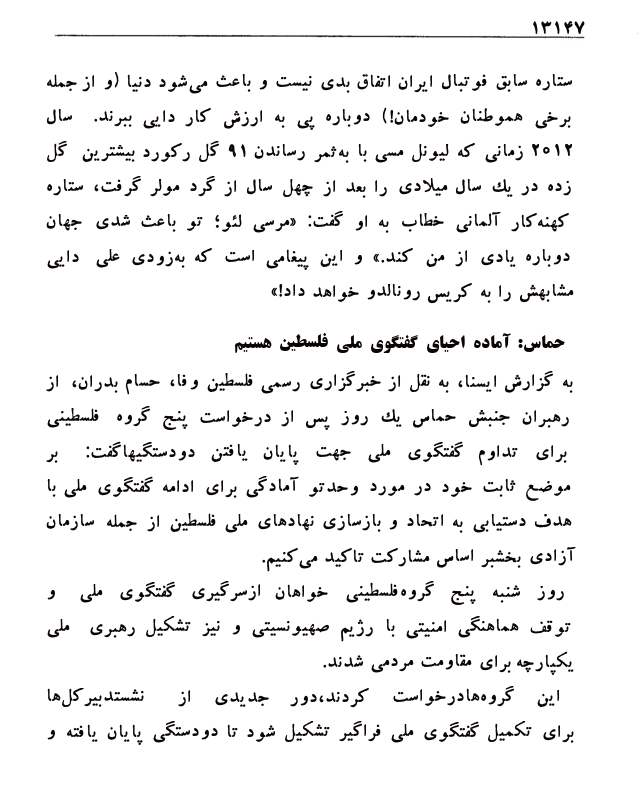 ۱۳۱۴۷
ستاره سابق فوتبال ایران اتفاق بدی نیست و باعث می‌شود دنیا (و از جمله
برخی هموطنان خودمان!) دوباره پی به ارزش کار دایی ببرند. سال
۲۰۱۲ زمانی که لیونل مسی با به‌ثمر رساندن ۹۱ گل رکورد بیشترین گل
زده در یك سال میلادی را بعد از چهل سال از گرد مولر گرفت، ستاره
کهنه‌کار آلمانی خطاب به او گفت: «مرسی لئو؛ تو باعث شدی جهان
دوباره یادی از من کند.» و این پیغامی است که به‌زودی علی دایی
مشابهش را به کریس رونالدو خواهد داد!»
حماس: آماده احیای گفتگوی ملی فلسطین هستیم
به گزارش ایسنا، به نقل از خبرگزاری رسمی فلسطین وفا، حسام بدران، از
رهبران جنبش حماس یك روز پس از درخواست پنج گروه فلسطینی
برای تداوم گفتگوی ملی جهت پایان یافتن دودستگیهاگفت: بر
موضع ثابت خود در مورد وحدتو آمادگی برای ادامه گفتگوی ملی با
هدف دستیابی به اتحاد و بازسازی نهادهای ملی فلسطین از جمله سازمان
آزادی بخشبر اساس مشارکت تاکید می‌کنیم.
روز شنبه پنج گروه‌فلسطینی خواهان ازسرگیری گفتگوی ملی و
توقف هماهنگی امنیتی با رژیم صهیونسیتی و نیز تشکیل رهبری ملی
یکپارچه برای مقاومت مردمی شدند.
این گروه‌هادرخواست کردند،دور جدیدی از نشستدبیرکل‌ها
برای تکمیل گفتگوی ملی فراگیر تشکیل شود تا دودستگی پایان یافته و